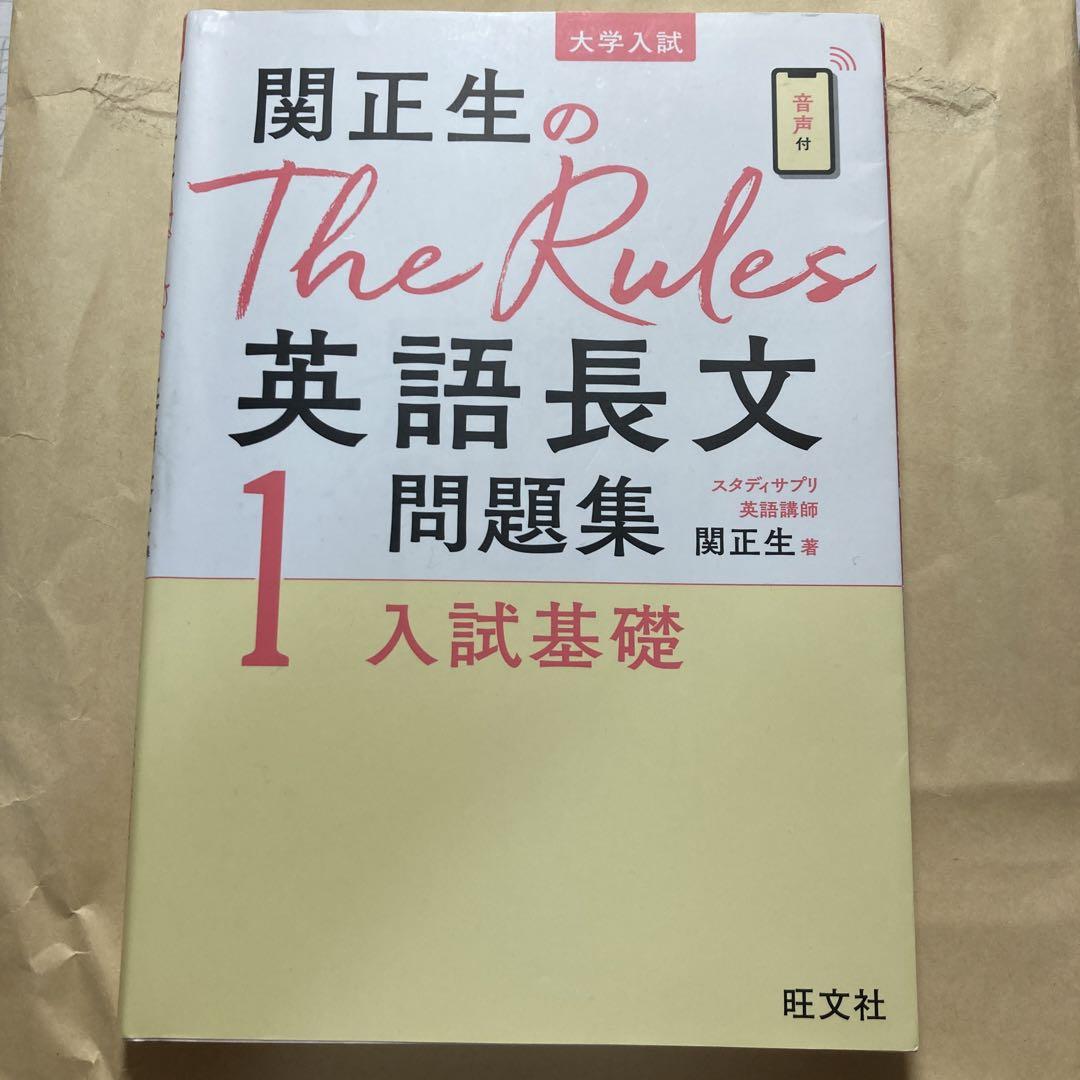 大学入試
関正生の
音声付
The Rules
英語長文
1
問題集
スタディサプリ
英語講師
関正生 著
入試基礎
旺文社